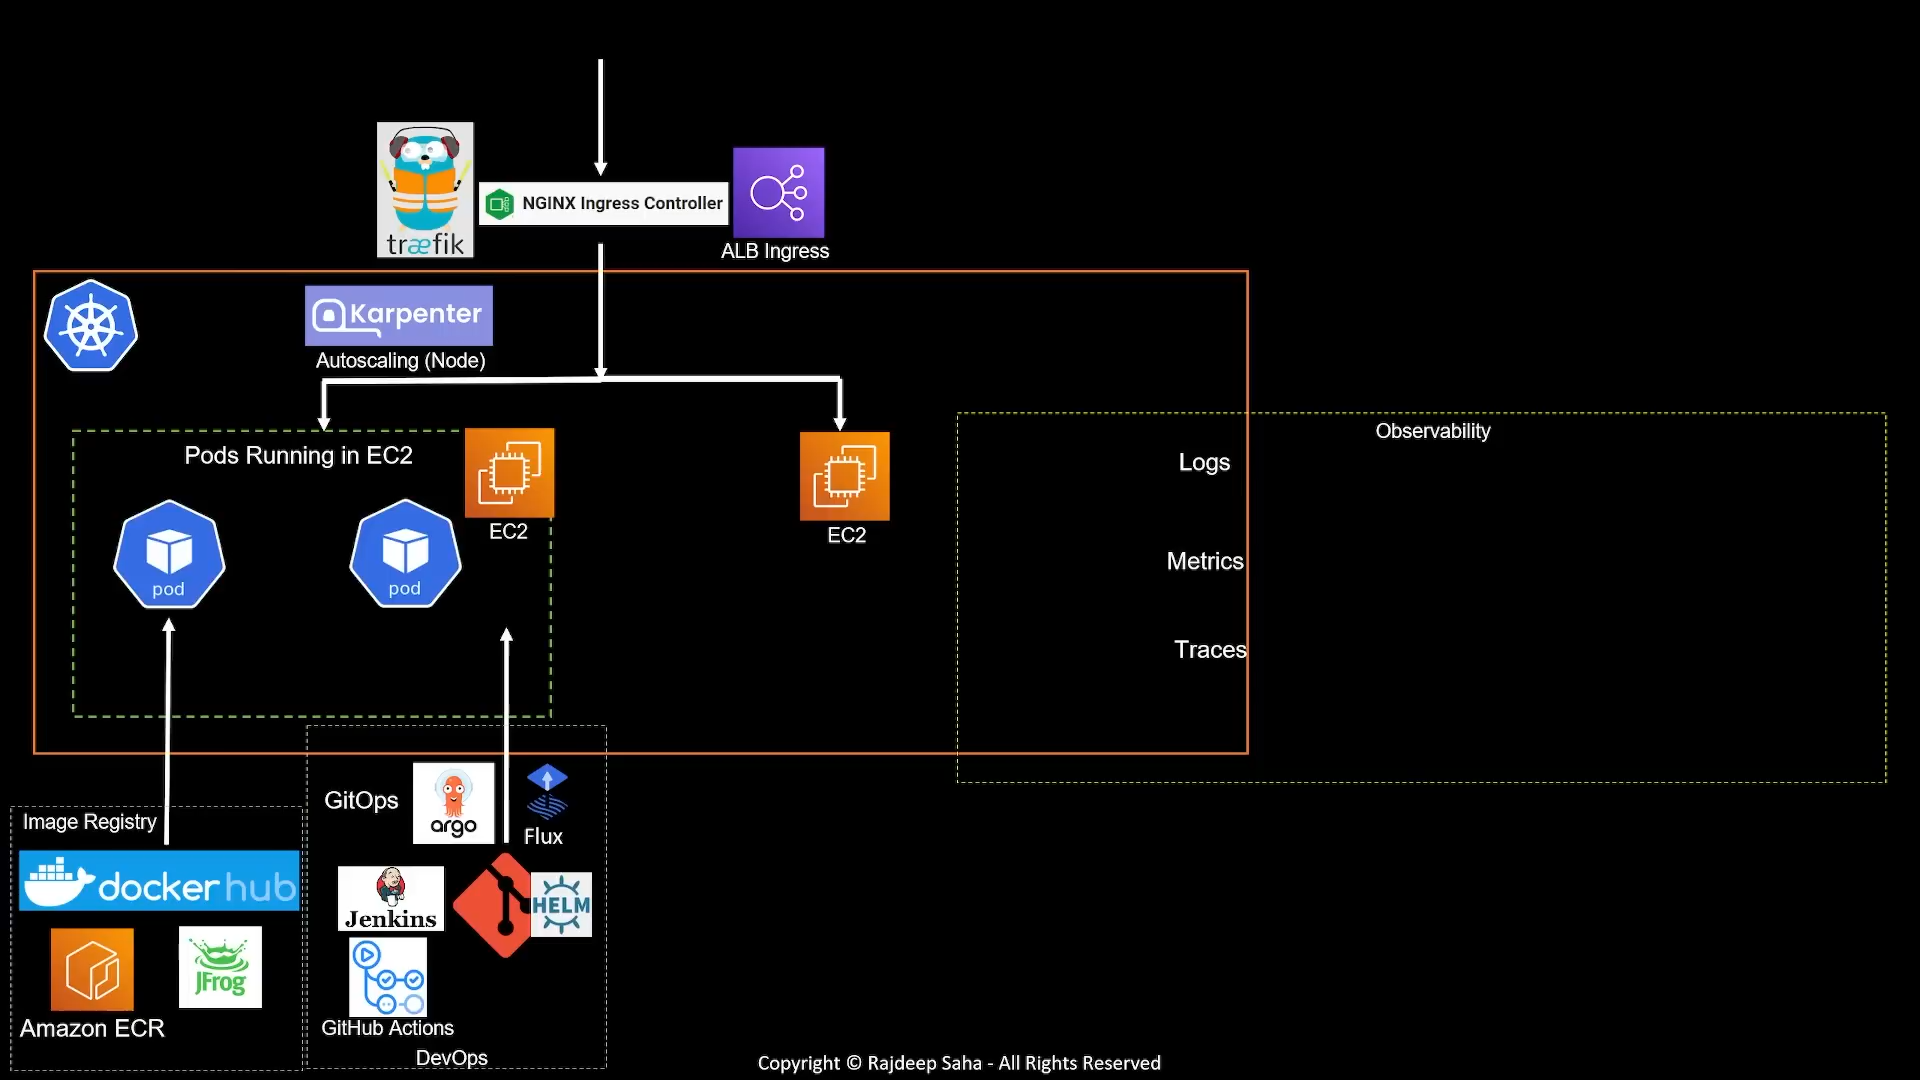 træfik
NGINX Ingress Controller
ALB Ingress
Karpenter
Autoscaling (Node)
Pods Running in EC2
EC2
EC2
pod
pod
Observability
Logs
Metrics
Traces
GitOps
argo
Flux
Image Registry
docker hub
Jenkins
HELM
JFrog
Amazon ECR
GitHub Actions
DevOps
Copyright © Rajdeep Saha - All Rights Reserved